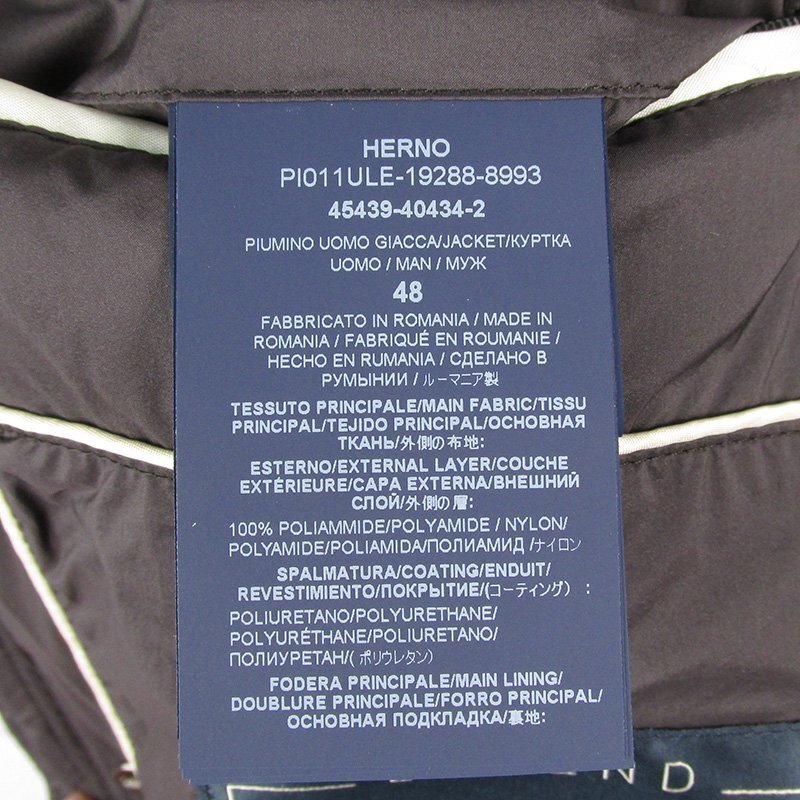 HERNO
PI011ULE-19288-8993
45439-40434-2
PIUMINO UOMO GIACCA/JACKET/КУРТКА
UOMO / MAN / МУЖ
48
FABBRICATO IN ROMANIA / MADE IN
ROMANIA / FABRIQUÉ EN ROUMANIE /
HECHO EN RUMANIA / СДЕЛАНО В
РУМЫНИИ / ルーマニア製
TESSUTO PRINCIPALE/MAIN FABRIC/TISSU
PRINCIPAL/TEJIDO PRINCIPAL/ОСНОВНАЯ
ТКАНЬ/外側の布地:
ESTERNO/EXTERNAL LAYER/COUCHE
EXTÉRIEURE/CAPA EXTERNA/ВНЕШНИЙ
СЛОЙ/外側の層:
100% POLIAMMIDE/POLYAMIDE / NYLON/
POLYAMIDE/POLIAMIDA/ПОЛИАМИД /ナイロン
SPALMATURA/COATING/ENDUIT/
REVESTIMIENTO/ПОКРЫТИЕ/(コーティング) :
POLIURETANO/POLYURETHANE/
POLYURÉTHANE/POLIURETANO/
ПОЛИУРЕТАН/( ポリウレタン)
FODERA PRINCIPALE/MAIN LINING/
DOUBLURE PRINCIPALE/FORRO PRINCIPAL/
ОСНОВНАЯ ПОДКЛАДКА/裏地: